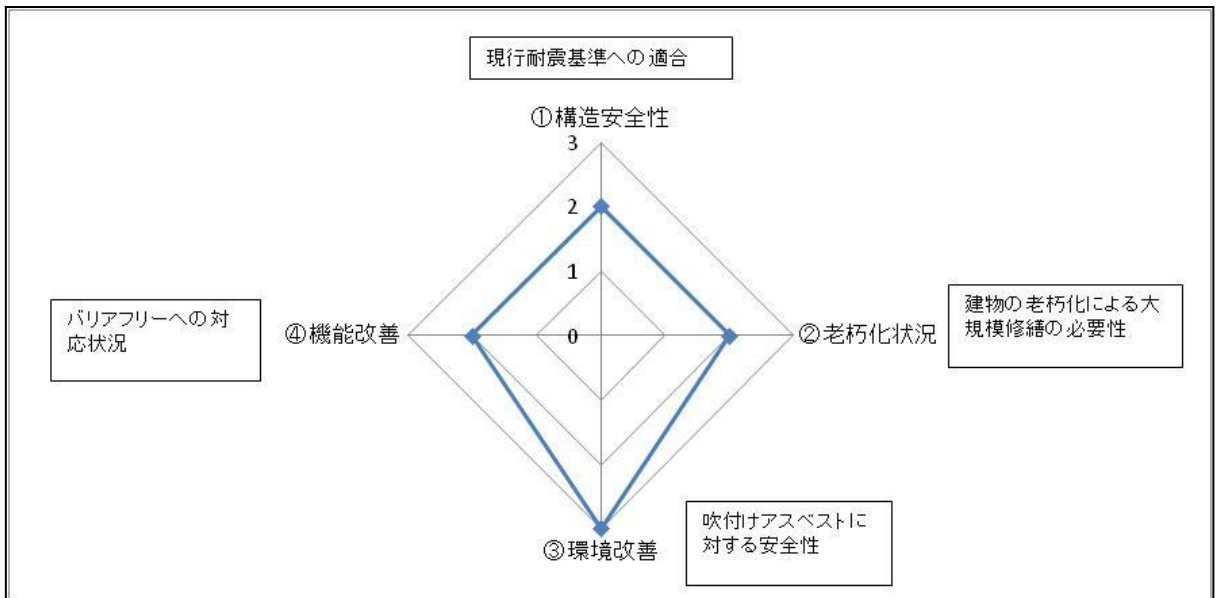 現行耐震基準への適合
①構造安全性
3
2
1
0
バリアフリーへの対
応状況
④機能改善
②老朽化状況
建物の老朽化による大
規模修繕の必要性
③環境改善
吹付けアスベストに
対する安全性